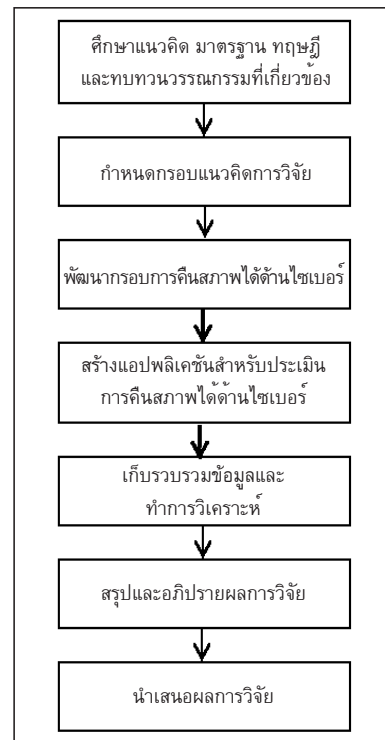 ศึกษาแนวคิด มาตรฐาน ทฤษฎี
และทบทวนวรรณกรรมที่เกี่ยวข้อง
กำหนดกรอบแนวคิดการวิจัย
พัฒนากรอบการคืนสภาพได้ด้านไซเบอร์
สร้างแอปพลิเคชันสำหรับประเมิน
การคืนสภาพได้ด้านไซเบอร์
เก็บรวบรวมข้อมูลและ
ทำการวิเคราะห์
สรุปและอภิปรายผลการวิจัย
นำเสนอผลการวิจัย